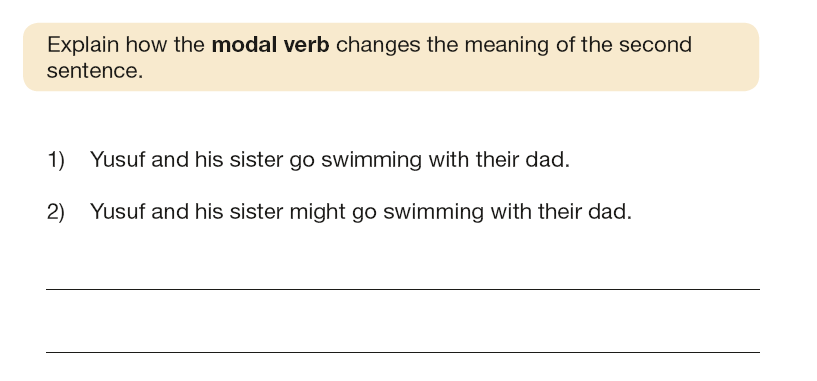 Explain how the modal verb changes the meaning of the second
sentence.
1) Yusuf and his sister go swimming with their dad.
2) Yusuf and his sister might go swimming with their dad.